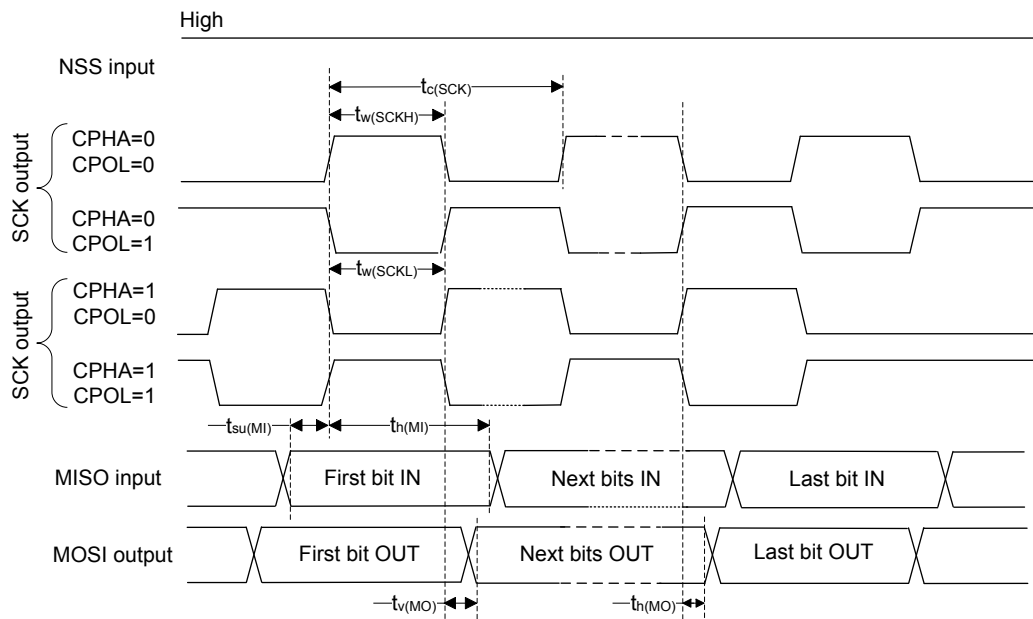 High
NSS input
tc(SCK)
tw(SCKH)
SCK output
CPHA=0
CPOL=0
CPHA=0
CPOL=1
tw(SCKL)
SCK output
CPHA=1
CPOL=0
CPHA=1
CPOL=1
tsu(MI)
th(MI)
MISO input
First bit IN
Next bits IN
Last bit IN
MOSI output
First bit OUT
Next bits OUT
Last bit OUT
tv(MO)
th(MO)